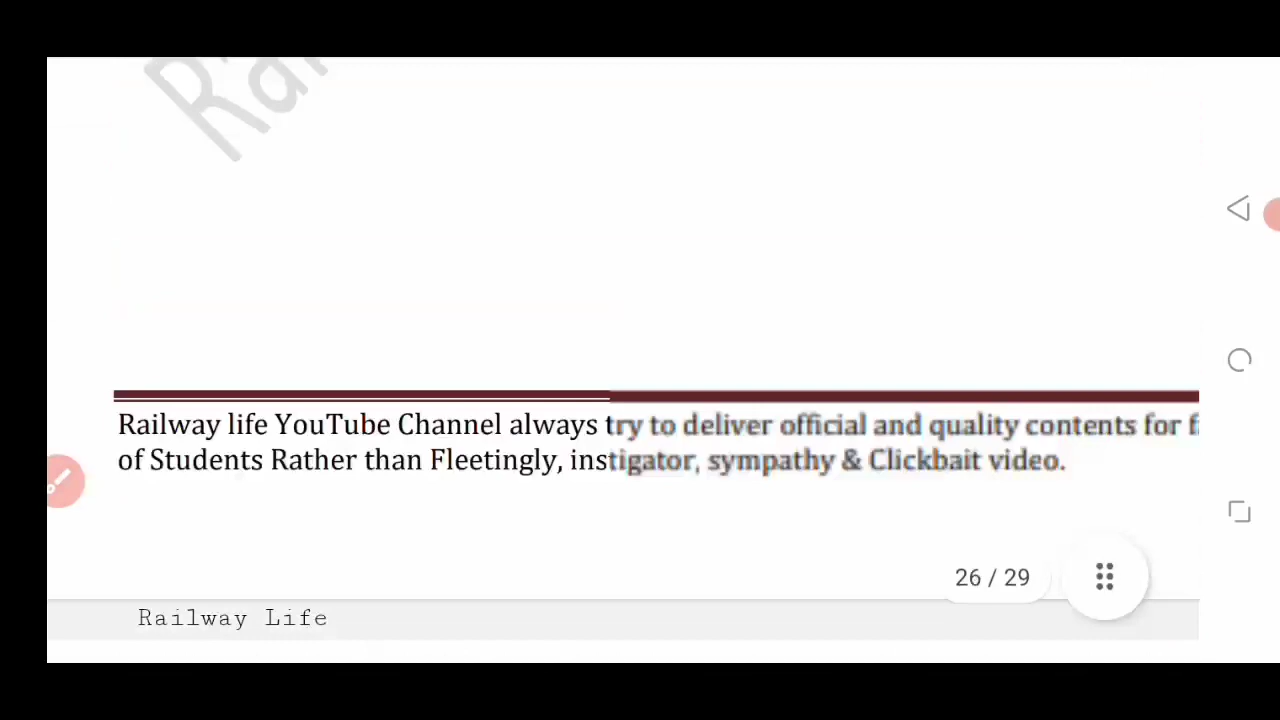 Rai
Railway life YouTube Channel always try to deliver official and quality contents for
of Students Rather than Fleetingly, instigator, sympathy & Clickbait video.
26 / 29
Railway Life